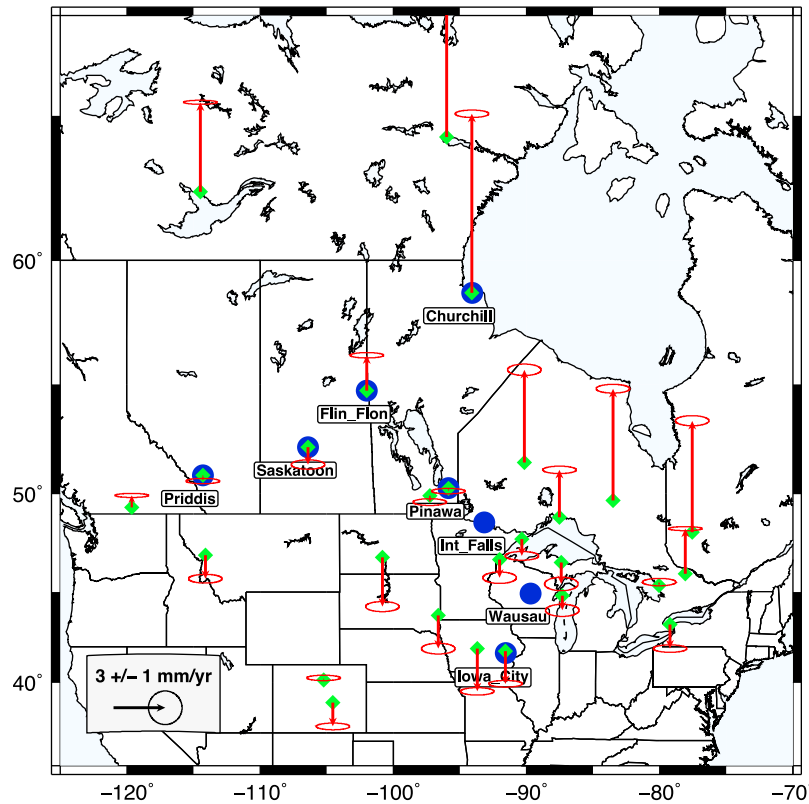 60°
Churchill
Flin_Flon
Saskatoon
Priddis
50°
Pinawa
Int_Falls
Wausau
Iowa_City
3 +/− 1 mm/yr
40°
−120° −110° −100° −90° −80° −70